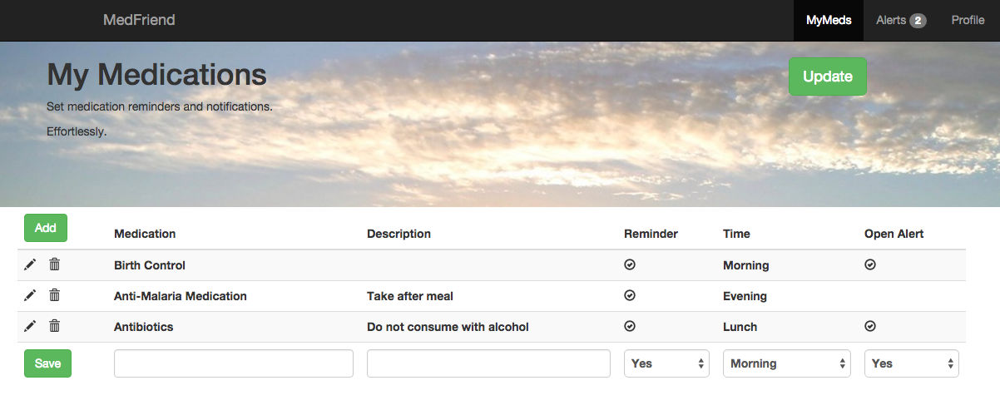 MedFriend MyMeds Alerts 2 Profile
My Medications
Update
Set medication reminders and notifications.
Effortlessly.
Add Medication Description Reminder Time Open Alert
Birth Control Morning
Anti-Malaria Medication Take after meal Evening
Antibiotics Do not consume with alcohol Lunch
Save Yes Morning Yes